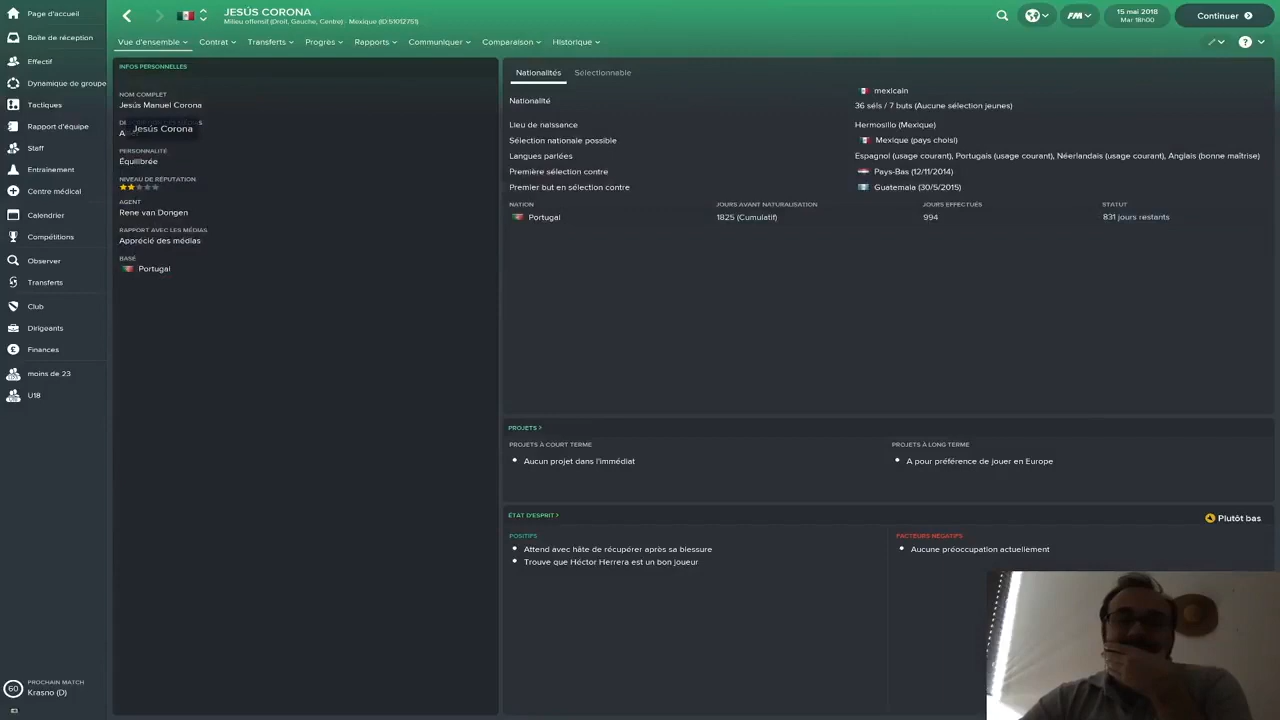 JESÚS CORONA
Milieu offensif (Droit, Gauche, Centre) - Mexique (ID:51012751)
15 mai 2018
Mar 18h00
Continuer
FM
Vue d'ensemble
Contrat
Transferts
Progrès
Rapports
Communiquer
Comparaison
Historique
Page d'accueil
Boîte de réception
Effectif
Dynamique de groupe
Tactiques
Rapport d'équipe
Staff
Entraînement
Centre médical
Calendrier
Compétitions
Observer
Transferts
Club
Dirigeants
Finances
moins de 23
U18
60
PROCHAIN MATCH
Krasno (D)
INFOS PERSONNELLES
NOM COMPLET
Jesús Manuel Corona
Jesús Corona
PERSONNALITÉ
Équilibrée
NIVEAU DE RÉPUTATION
AGENT
Rene van Dongen
RAPPORT AVEC LES MÉDIAS
Apprécié des médias
BASÉ
Portugal
Nationalités
Sélectionnable
Nationalité
mexicain
36 séls / 7 buts (Aucune sélection jeunes)
Lieu de naissance
Hermosillo (Mexique)
Sélection nationale possible
Mexique (pays choisi)
Langues parlées
Espagnol (usage courant), Portugais (usage courant), Néerlandais (usage courant), Anglais (bonne maîtrise)
Première sélection contre
Pays-Bas (12/11/2014)
Premier but en sélection contre
Guatemala (30/5/2015)
NATION
JOURS AVANT NATURALISATION
JOURS EFFECTUÉS
STATUT
Portugal
1825 (Cumulatif)
994
831 jours restants
PROJETS >
PROJETS À COURT TERME
Aucun projet dans l'immédiat
PROJETS À LONG TERME
A pour préférence de jouer en Europe
ÉTAT D'ESPRIT >
Plutôt bas
POSITIFS
Attend avec hâte de récupérer après sa blessure
Trouve que Héctor Herrera est un bon joueur
FACTEURS NÉGATIFS
Aucune préoccupation actuellement